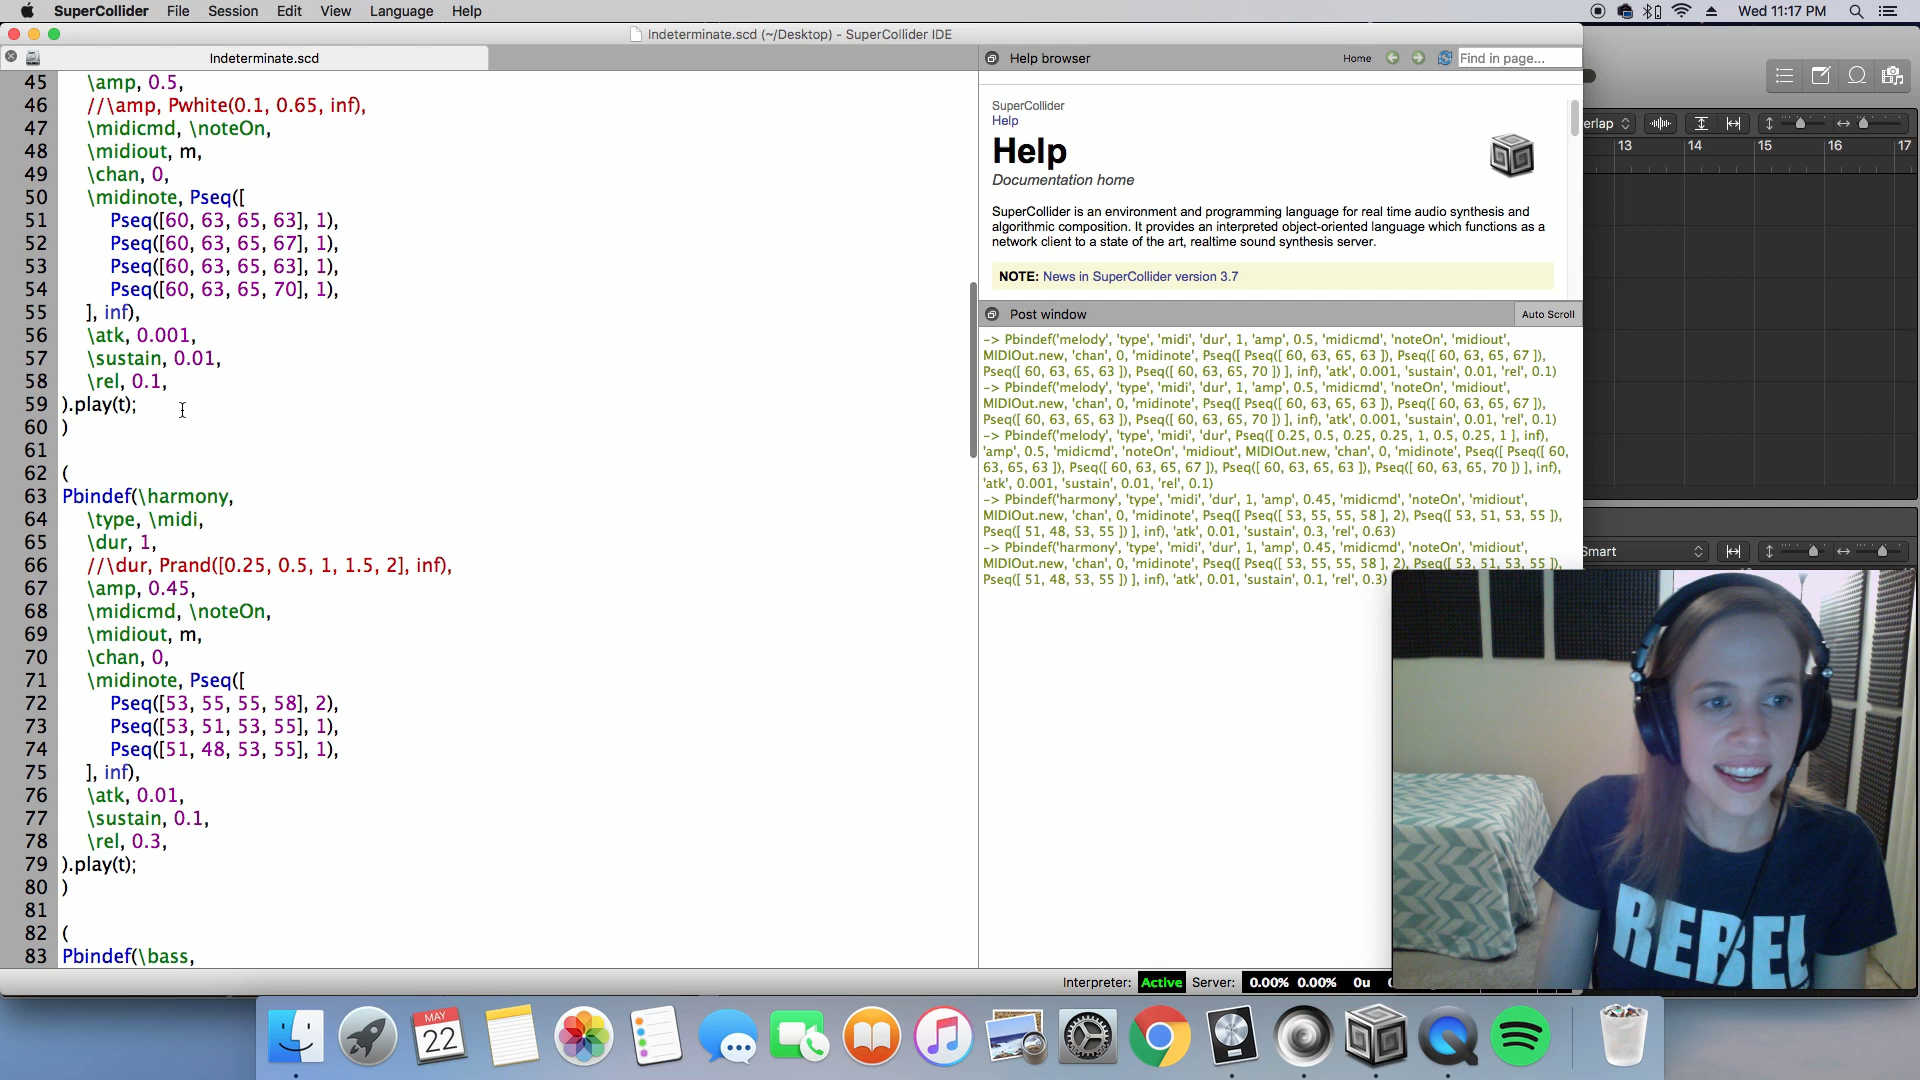 SuperCollider File Session Edit View Language Help
Wed 11:17 PM
Indeterminate.scd (~/Desktop) - SuperCollider IDE
Indeterminate.scd
45 \amp, 0.5,
46 //\amp, Pwhite(0.1, 0.65, inf),
47 \midicmd, \noteOn,
48 \midiout, m,
49 \chan, 0,
50 \midinote, Pseq([
51 Pseq([60, 63, 65, 63], 1),
52 Pseq([60, 63, 65, 67], 1),
53 Pseq([60, 63, 65, 63], 1),
54 Pseq([60, 63, 65, 70], 1),
55 ], inf),
56 \atk, 0.001,
57 \sustain, 0.01,
58 \rel, 0.1,
59 ).play(t);
60 )
61
62 (
63 Pbindef(\harmony,
64 \type, \midi,
65 \dur, 1,
66 //\dur, Prand([0.25, 0.5, 1, 1.5, 2], inf),
67 \amp, 0.45,
68 \midicmd, \noteOn,
69 \midiout, m,
70 \chan, 0,
71 \midinote, Pseq([
72 Pseq([53, 55, 55, 58], 2),
73 Pseq([53, 51, 53, 55], 1),
74 Pseq([51, 48, 53, 55], 1),
75 ], inf),
76 \atk, 0.01,
77 \sustain, 0.1,
78 \rel, 0.3,
79 ).play(t);
80 )
81
82 (
83 Pbindef(\bass,
Help browser
Home
Find in page...
SuperCollider
Help
Help
Documentation home
SuperCollider is an environment and programming language for real time audio synthesis and
algorithmic composition. It provides an interpreted object-oriented language which functions as a
network client to a state of the art, realtime sound synthesis server.
NOTE: News in SuperCollider version 3.7
Post window
Auto Scroll
-> Pbindef('melody', 'type', 'midi', 'dur', 1, 'amp', 0.5, 'midicmd', 'noteOn', 'midiout',
MIDIOut.new, 'chan', 0, 'midinote', Pseq([ Pseq([ 60, 63, 65, 63 ]), Pseq([ 60, 63, 65, 67 ]),
Pseq([ 60, 63, 65, 63 ]), Pseq([ 60, 63, 65, 70 ]) ], inf), 'atk', 0.001, 'sustain', 0.01, 'rel', 0.1)
-> Pbindef('melody', 'type', 'midi', 'dur', 1, 'amp', 0.5, 'midicmd', 'noteOn', 'midiout',
MIDIOut.new, 'chan', 0, 'midinote', Pseq([ Pseq([ 60, 63, 65, 63 ]), Pseq([ 60, 63, 65, 67 ]),
Pseq([ 60, 63, 65, 63 ]), Pseq([ 60, 63, 65, 70 ]) ], inf), 'atk', 0.001, 'sustain', 0.01, 'rel', 0.1)
-> Pbindef('melody', 'type', 'midi', 'dur', Pseq([ 0.25, 0.5, 0.25, 0.25, 1, 0.5, 0.25, 1 ], inf),
'amp', 0.5, 'midicmd', 'noteOn', 'midiout', MIDIOut.new, 'chan', 0, 'midinote', Pseq([ Pseq([ 60,
63, 65, 63 ]), Pseq([ 60, 63, 65, 67 ]), Pseq([ 60, 63, 65, 63 ]), Pseq([ 60, 63, 65, 70 ]) ], inf),
'atk', 0.001, 'sustain', 0.01, 'rel', 0.1)
-> Pbindef('harmony', 'type', 'midi', 'dur', 1, 'amp', 0.45, 'midicmd', 'noteOn', 'midiout',
MIDIOut.new, 'chan', 0, 'midinote', Pseq([ Pseq([ 53, 55, 55, 58 ], 2), Pseq([ 53, 51, 53, 55 ]),
Pseq([ 51, 48, 53, 55 ]) ], inf), 'atk', 0.01, 'sustain', 0.3, 'rel', 0.63)
-> Pbindef('harmony', 'type', 'midi', 'dur', 1, 'amp', 0.45, 'midicmd', 'noteOn', 'midiout',
MIDIOut.new, 'chan', 0, 'midinote', Pseq([ Pseq([ 53, 55, 55, 58 ], 2), Pseq([ 53, 51, 53, 55 ]),
Pseq([ 51, 48, 53, 55 ]) ], inf), 'atk', 0.01, 'sustain', 0.1, 'rel', 0.3)
Interpreter: Active Server: 0.00% 0.00% 0u
erlap
13 14 15 16 17
Smart
REBEL
MAY
22